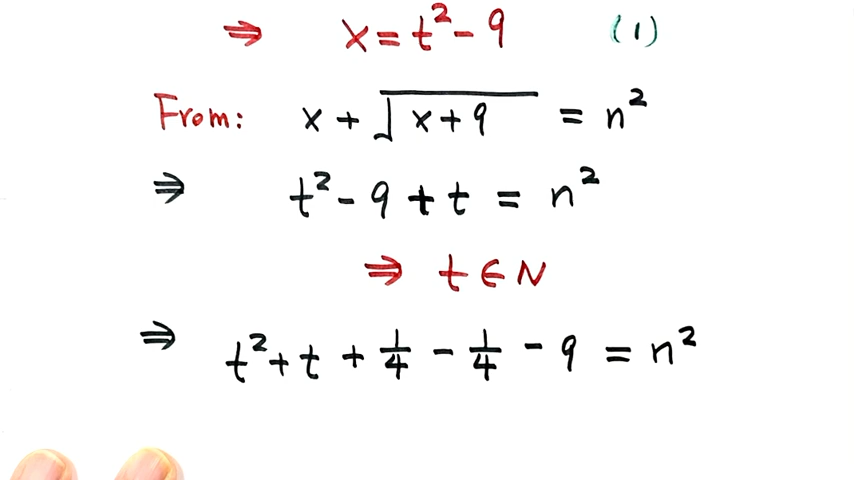 ⇒ x = t² - 9 (1)
From: x + √x+9 = n²
⇒ t² - 9 + t = n²
⇒ t ∈ N
⇒ t² + t + 1/4 - 1/4 - 9 = n²